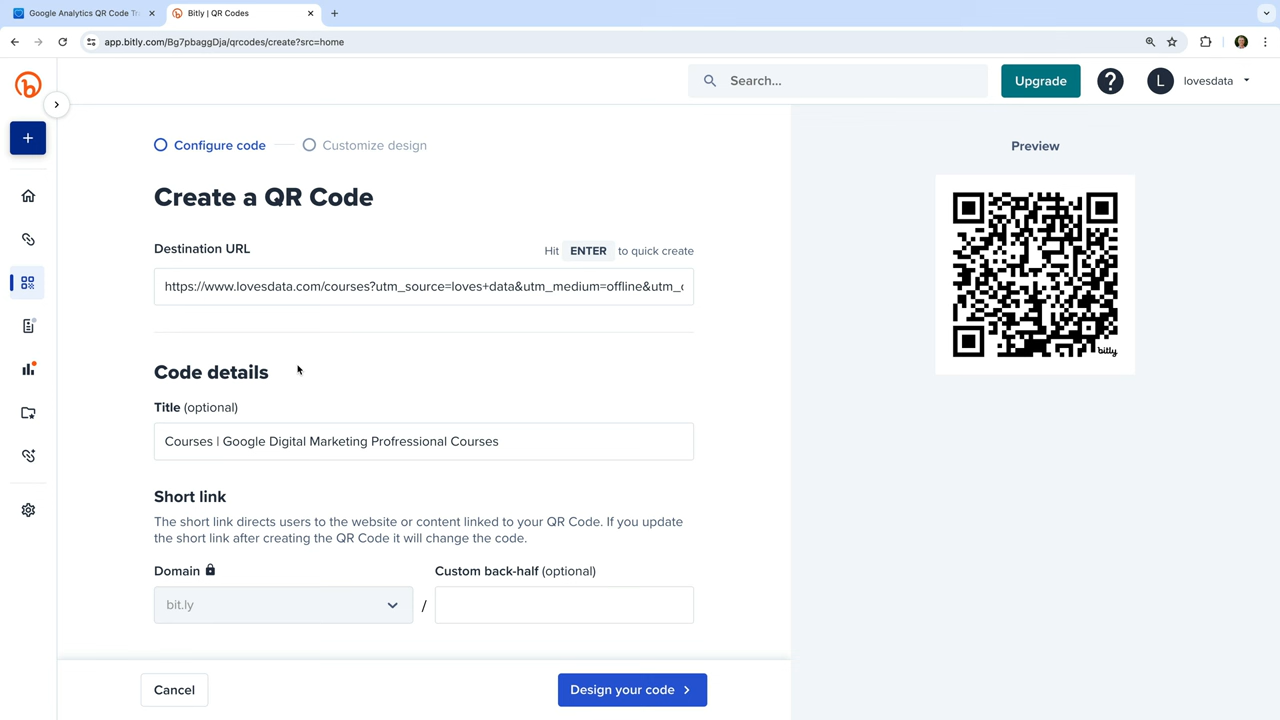 Google Analytics QR Code Tr
Bitly | QR Codes
app.bitly.com/Bg7pbaggDja/qrcodes/create?src=home
Search...
Upgrade
?
L
lovesdata
Configure code
Customize design
Preview
Create a QR Code
Destination URL
Hit ENTER to quick create
https://www.lovesdata.com/courses?utm_source=loves+data&utm_medium=offline&utm_c
bitly
Code details
Title (optional)
Courses | Google Digital Marketing Profressional Courses
Short link
The short link directs users to the website or content linked to your QR Code. If you update
the short link after creating the QR Code it will change the code.
Domain
Custom back-half (optional)
bit.ly
/
Cancel
Design your code